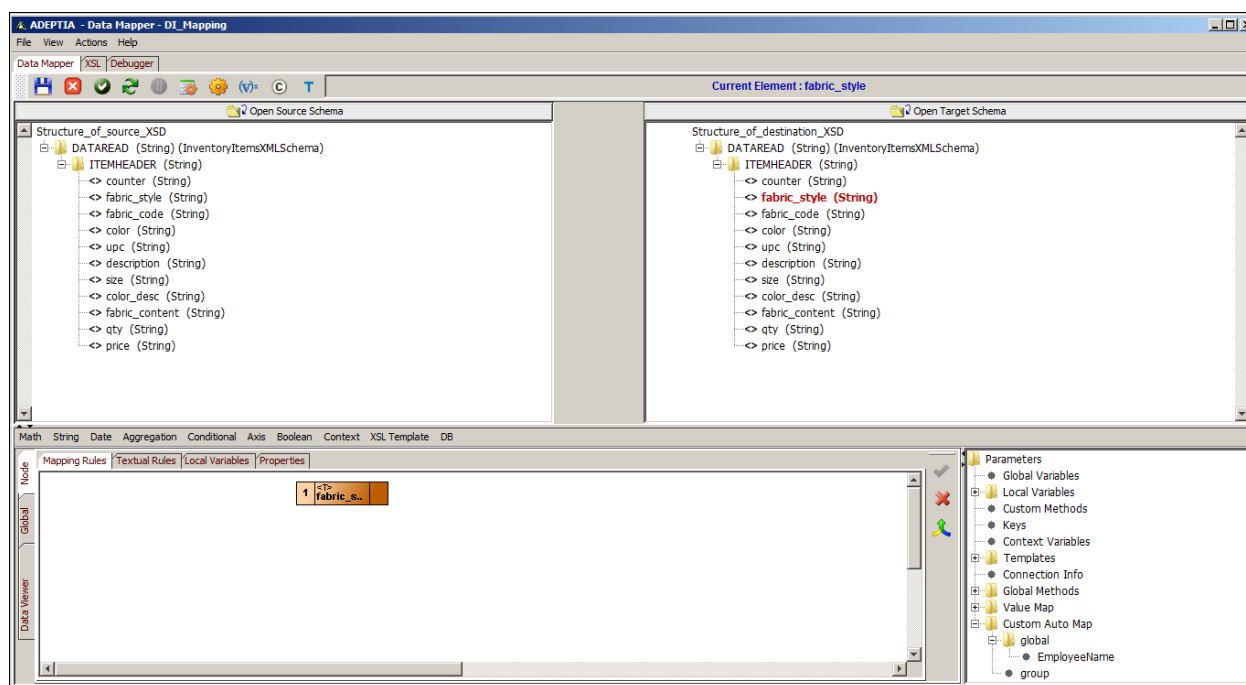 ADEPTIA - Data Mapper - DI_Mapping
File View Actions Help
Data Mapper XSL Debugger
(V)= © T Current Element : fabric_style
Open Source Schema Open Target Schema
Structure_of_source_XSD
DATAREAD (String) (InventoryItemsXMLSchema)
ITEMHEADER (String)
<> counter (String)
<> fabric_style (String)
<> fabric_code (String)
<> color (String)
<> upc (String)
<> description (String)
<> size (String)
<> color_desc (String)
<> fabric_content (String)
<> qty (String)
<> price (String)
Structure_of_destination_XSD
DATAREAD (String) (InventoryItemsXMLSchema)
ITEMHEADER (String)
<> counter (String)
<> fabric_style (String)
<> fabric_code (String)
<> color (String)
<> upc (String)
<> description (String)
<> size (String)
<> color_desc (String)
<> fabric_content (String)
<> qty (String)
<> price (String)
Math String Date Aggregation Conditional Axis Boolean Context XSL Template DB
Node
Global
Data Viewer
Mapping Rules Textual Rules Local Variables Properties
1 <T> fabric_s..
Parameters
Global Variables
Local Variables
Custom Methods
Keys
Context Variables
Templates
Connection Info
Global Methods
Value Map
Custom Auto Map
global
EmployeeName
group